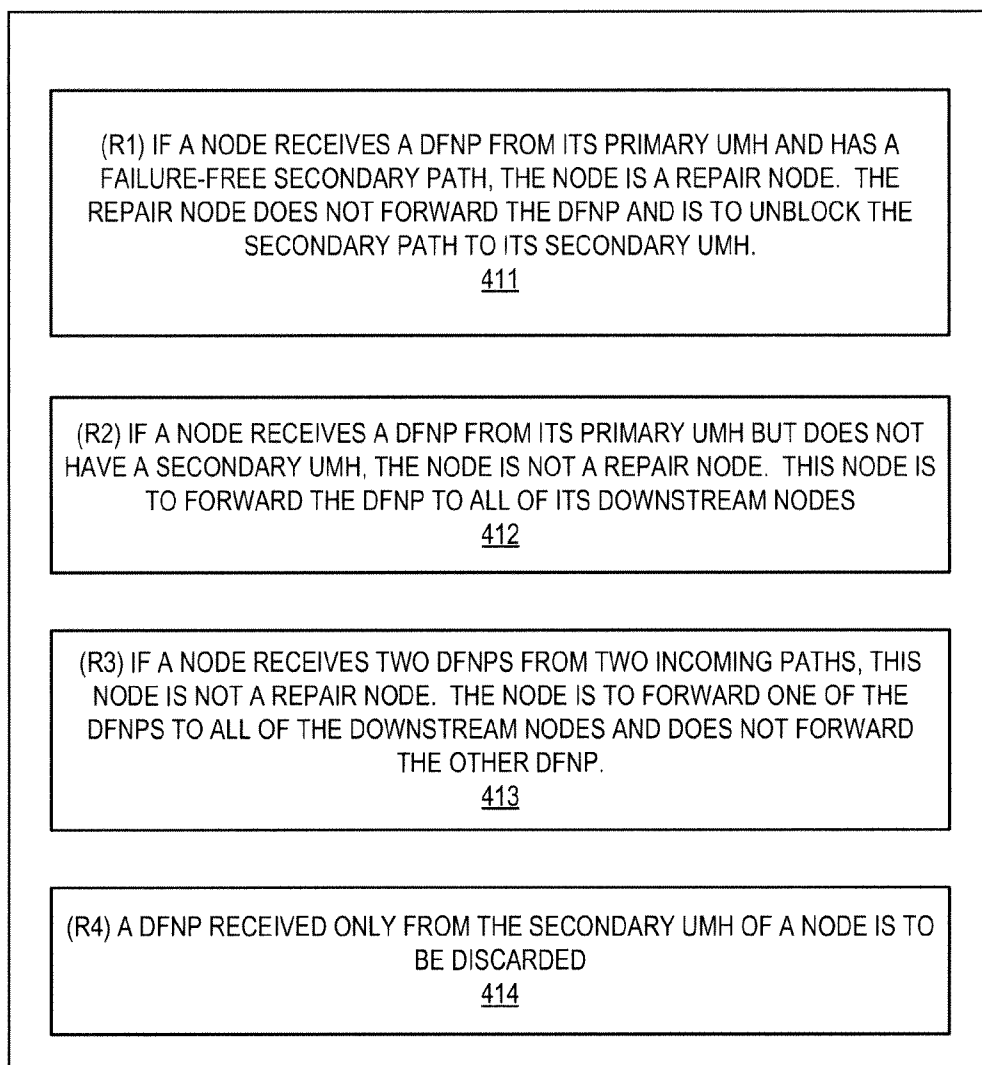 (R1) IF A NODE RECEIVES A DFNP FROM ITS PRIMARY UMH AND HAS A
FAILURE-FREE SECONDARY PATH, THE NODE IS A REPAIR NODE. THE
REPAIR NODE DOES NOT FORWARD THE DFNP AND IS TO UNBLOCK THE
SECONDARY PATH TO ITS SECONDARY UMH.
411
(R2) IF A NODE RECEIVES A DFNP FROM ITS PRIMARY UMH BUT DOES NOT
HAVE A SECONDARY UMH, THE NODE IS NOT A REPAIR NODE. THIS NODE IS
TO FORWARD THE DFNP TO ALL OF ITS DOWNSTREAM NODES
412
(R3) IF A NODE RECEIVES TWO DFNPS FROM TWO INCOMING PATHS, THIS
NODE IS NOT A REPAIR NODE. THE NODE IS TO FORWARD ONE OF THE
DFNPS TO ALL OF THE DOWNSTREAM NODES AND DOES NOT FORWARD
THE OTHER DFNP.
413
(R4) A DFNP RECEIVED ONLY FROM THE SECONDARY UMH OF A NODE IS TO
BE DISCARDED
414